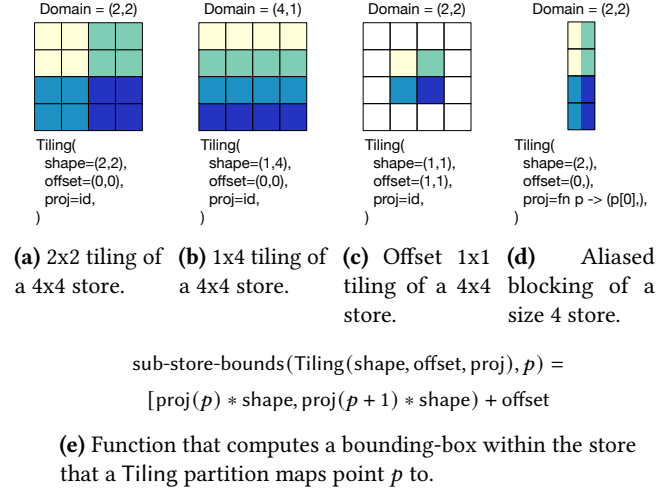 Domain = (2,2)
Domain = (4,1)
Domain = (2,2)
Domain = (2,2)
Tiling(
shape=(2,2),
offset=(0,0),
proj=id,
)
Tiling(
shape=(1,4),
offset=(0,0),
proj=id,
)
Tiling(
shape=(1,1),
offset=(1,1),
proj=id,
)
Tiling(
shape=(2,),
offset=(0,),
proj=fn p -> (p[0],),
)
(a) 2x2 tiling of
a 4x4 store.
(b) 1x4 tiling of
a 4x4 store.
(c) Offset 1x1
tiling of a 4x4
store.
(d) Aliased
blocking of a
size 4 store.
sub-store-bounds(Tiling(shape, offset, proj), p) =
[proj(p) ∗ shape, proj(p + 1) ∗ shape) + offset
(e) Function that computes a bounding-box within the store
that a Tiling partition maps point p to.